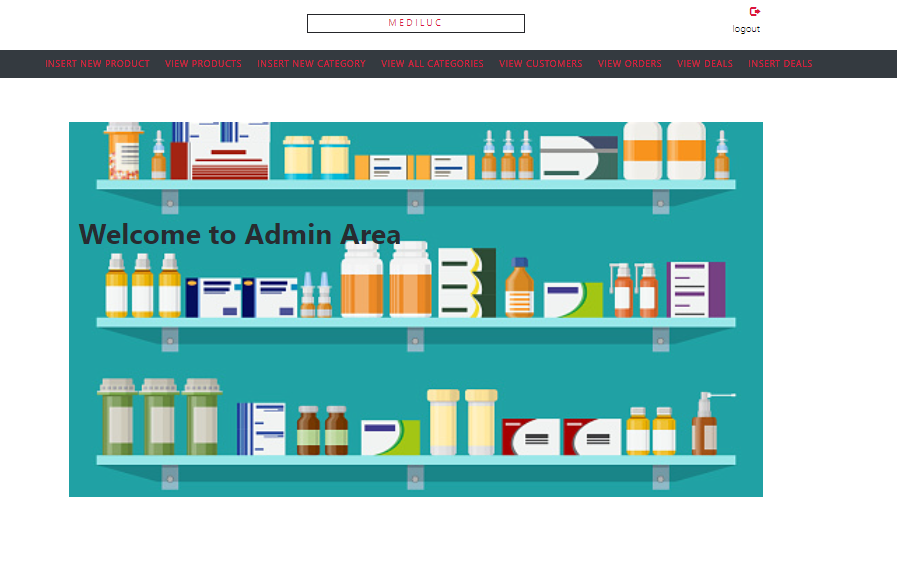 MEDILUC
logout
INSERT NEW PRODUCT VIEW PRODUCTS INSERT NEW CATEGORY VIEW ALL CATEGORIES VIEW CUSTOMERS VIEW ORDERS VIEW DEALS INSERT DEALS
Welcome to Admin Area